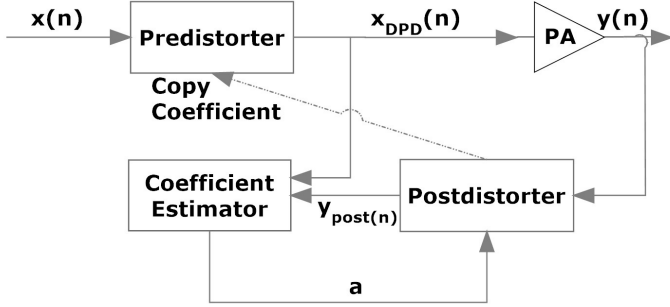 x(n)
Predistorter
x_DPD(n)
PA
y(n)
Copy
Coefficient
Coefficient
Estimator
y_post(n)
Postdistorter
a